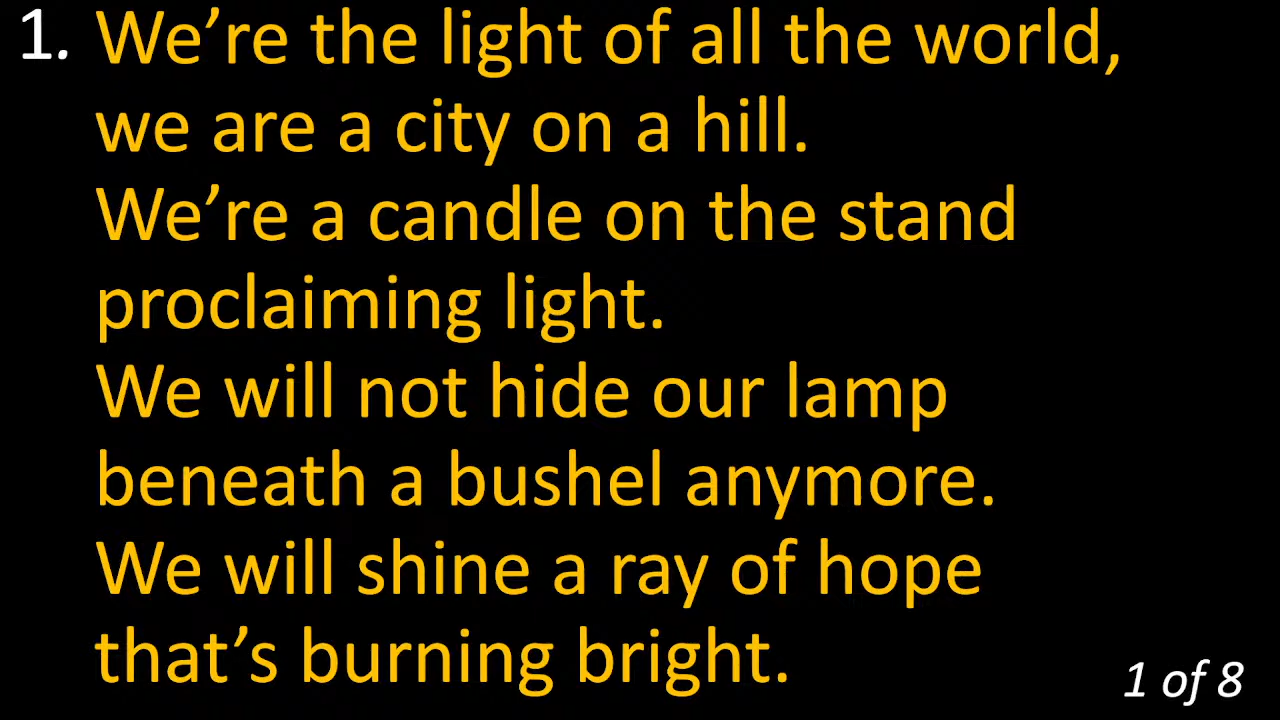 1. We’re the light of all the world,
we are a city on a hill.
We’re a candle on the stand
proclaiming light.
We will not hide our lamp
beneath a bushel anymore.
We will shine a ray of hope
that’s burning bright.
1 of 8